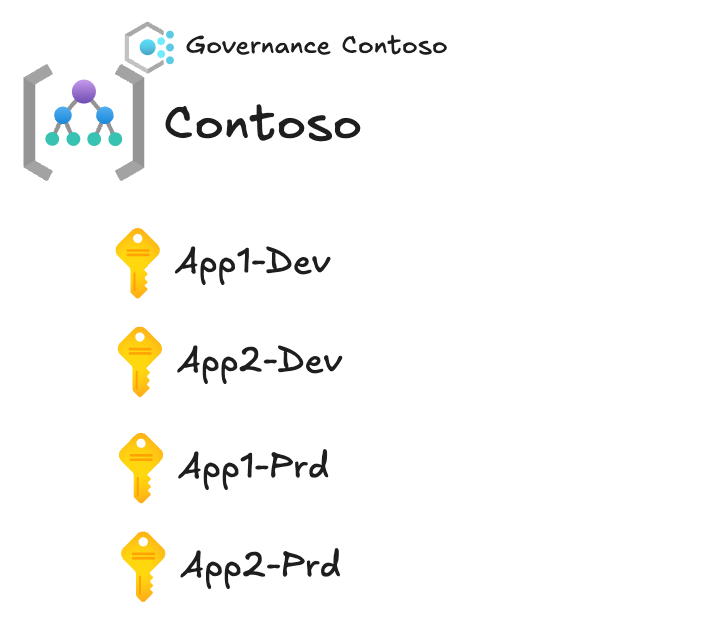 Governance Contoso
Contoso
App1-Dev
App2-Dev
App1-Prd
App2-Prd